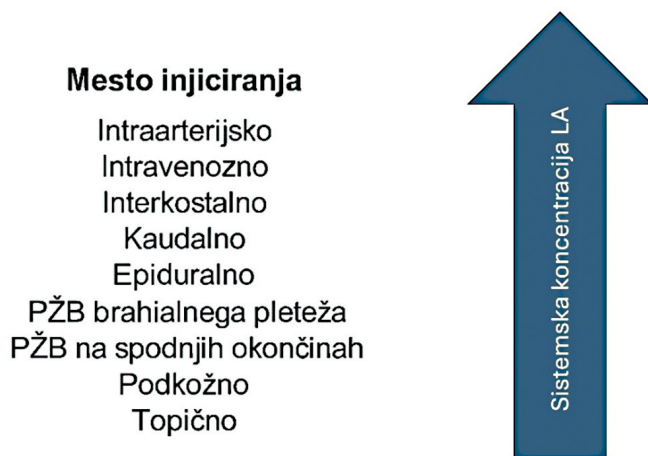 Mesto injiciranja
Intraarterijsko
Intravenozno
Interkostalno
Kaudalno
Epiduralno
PŽB brahialnega pleteža
PŽB na spodnjih okončinah
Podkožno
Topično
Sistemska koncentracija LA